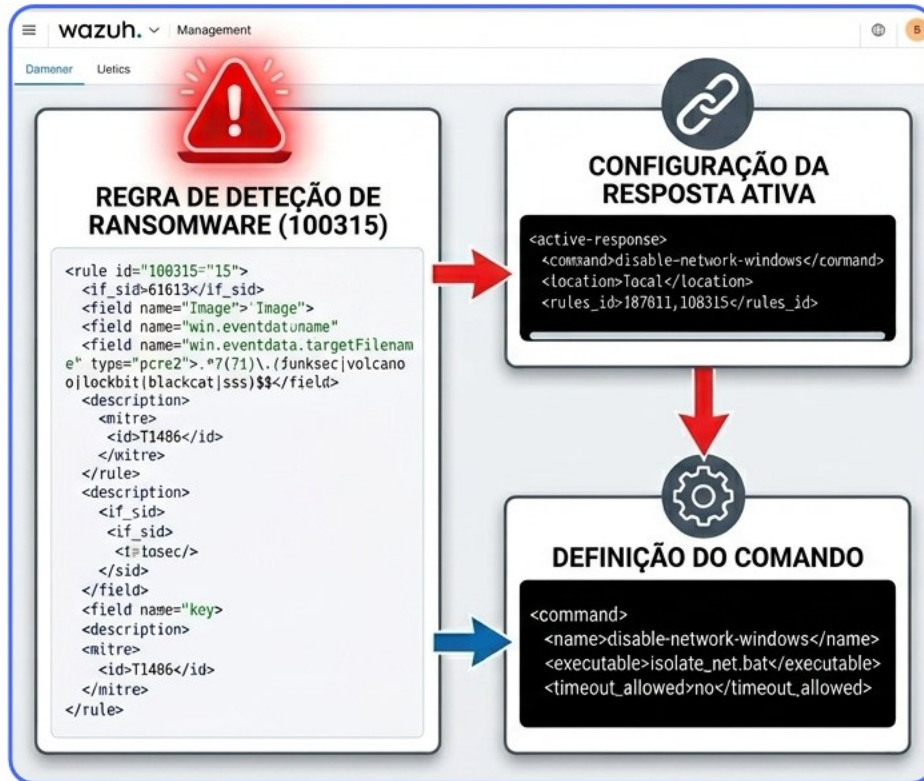 wazuh. Management
B
Damener Uetics
REGRA DE DETEÇÃO DE
RANSOMWARE (100315)
<rule id="100315="15">
<if_sid>61613</if_sid>
<field name="Image">'Image">
<field name="win.eventdatuname"
<field name="win.eventdata.targetFilenam
e" type="pcre2">.*?(71)\.(funksec|volcano
o|lockbit(blackcat|sss)$$</field>
<description>
<mitre>
<id>T1486</id>
</mitre>
</rule>
<description>
<if_sid>
<if_sid>
</sid>
</field>
<field name="key>
<description>
<mitre>
<id>T1486</id>
</mitre>
</rule>
CONFIGURAÇÃO DA
RESPOSTA ATIVA
<active-response>
<command>disable-network-windows</command>
<location>Tocal</location>
<rules_id>187811,108315</rules_id>
DEFINIÇÃO DO COMANDO
<command>
<name>disable-network-windows</name>
<executable>isolate_net.bat</executable>
<timeout_allowed>no</timeout_allowed>